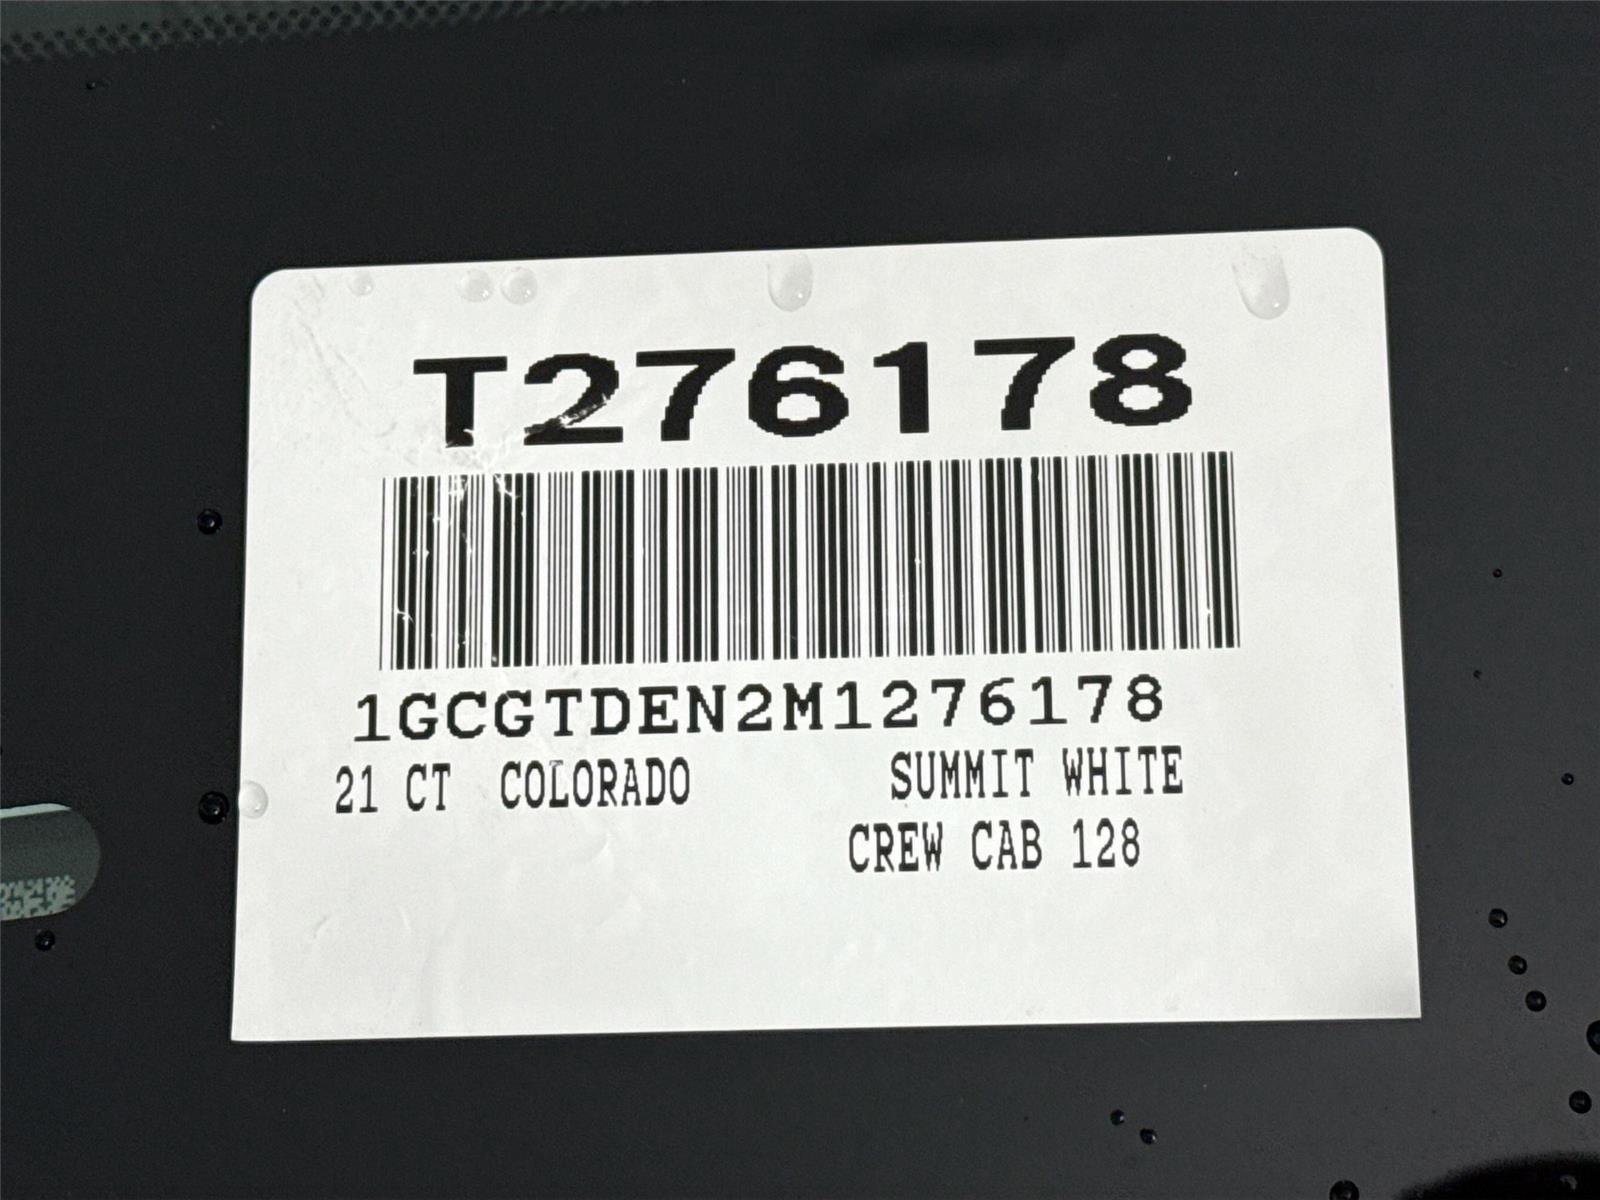 T276178
1GCGTDEN2M1276178
21 CT COLORADO SUMMIT WHITE
CREW CAB 128